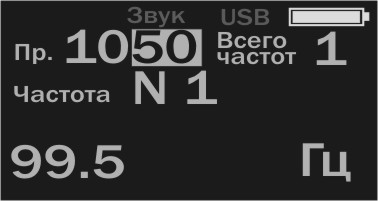 Звук USB
Пр. 1050 Всего частот 1
Частота N 1
99.5 Гц